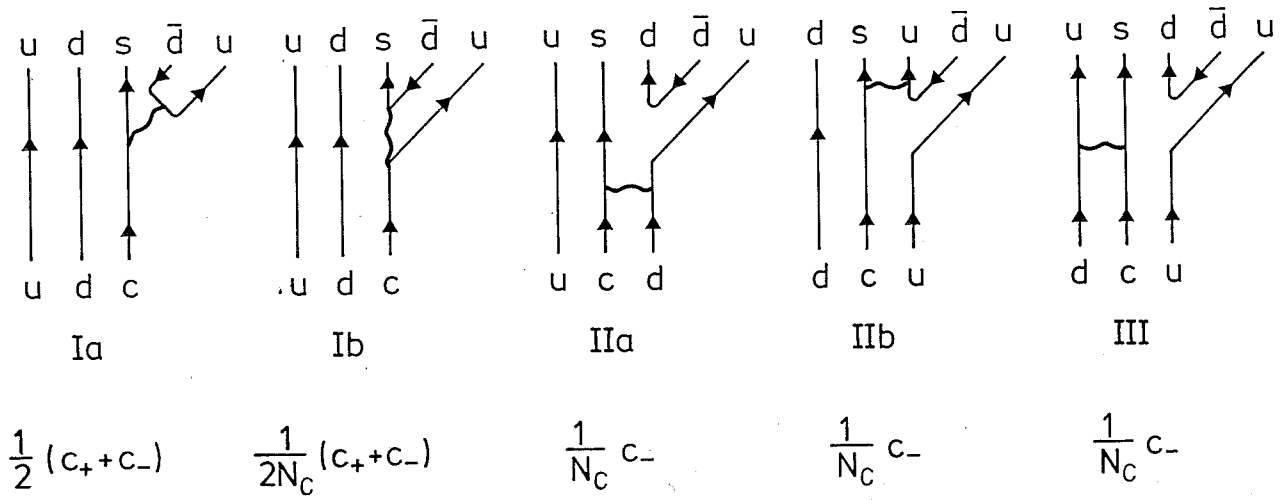 u d s d̄ u u d s d̄ u u s d d̄ u d s u d̄ u u s d d̄ u
u d c u d c u c d d c u d c u
Ia Ib IIa IIb III
1/2 (c₊+c₋) 1/2N_C (c₊+c₋) 1/N_C c₋ 1/N_C c₋ 1/N_C c₋